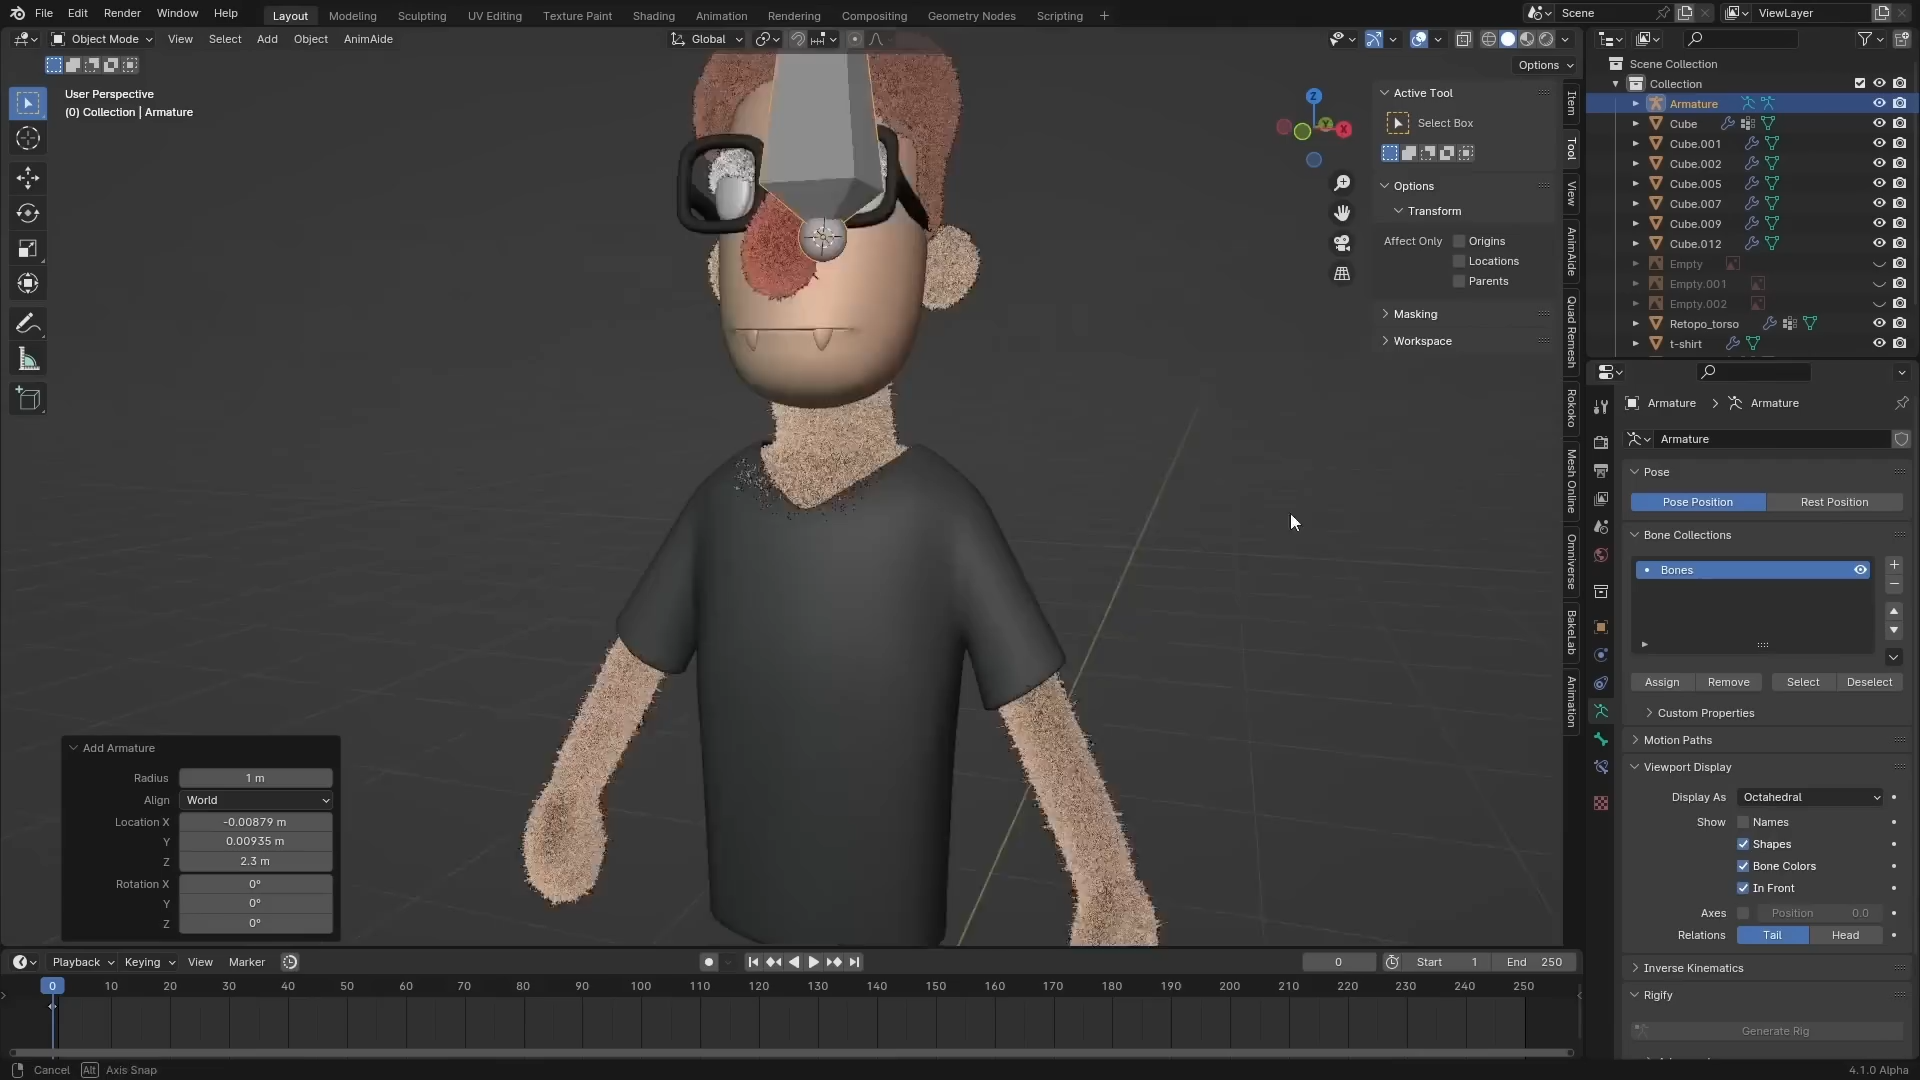 File Edit Render Window Help
Layout Modeling Sculpting UV Editing Texture Paint Shading Animation Rendering Compositing Geometry Nodes Scripting +
Scene
ViewLayer
Object Mode View Select Add Object AnimAide
Global
Options
User Perspective
(0) Collection | Armature
Z
Y
X
Active Tool
Select Box
Options
Transform
Affect Only Origins
Locations
Parents
Masking
Workspace
Item
Tool
View
AnimAide
Quad Remesh
Rokoko
Mesh Online
Omniverse
BakeLab
Animation
Scene Collection
Collection
Armature
Cube
Cube.001
Cube.002
Cube.005
Cube.007
Cube.009
Cube.012
Empty
Empty.001
Empty.002
Retopo_torso
t-shirt
Armature > Armature
Armature
Pose
Pose Position Rest Position
Bone Collections
Bones
Assign Remove Select Deselect
Custom Properties
Motion Paths
Viewport Display
Display As Octahedral
Show Names
Shapes
Bone Colors
In Front
Axes Position 0.0
Relations Tail Head
Inverse Kinematics
Rigify
Generate Rig
Add Armature
Radius 1 m
Align World
Location X -0.00879 m
Y 0.00935 m
Z 2.3 m
Rotation X 0°
Y 0°
Z 0°
Playback Keying View Marker
0 Start 1 End 250
0 10 20 30 40 50 60 70 80 90 100 110 120 130 140 150 160 170 180 190 200 210 220 230 240 250
Cancel Alt Axis Snap
4.1.0 Alpha